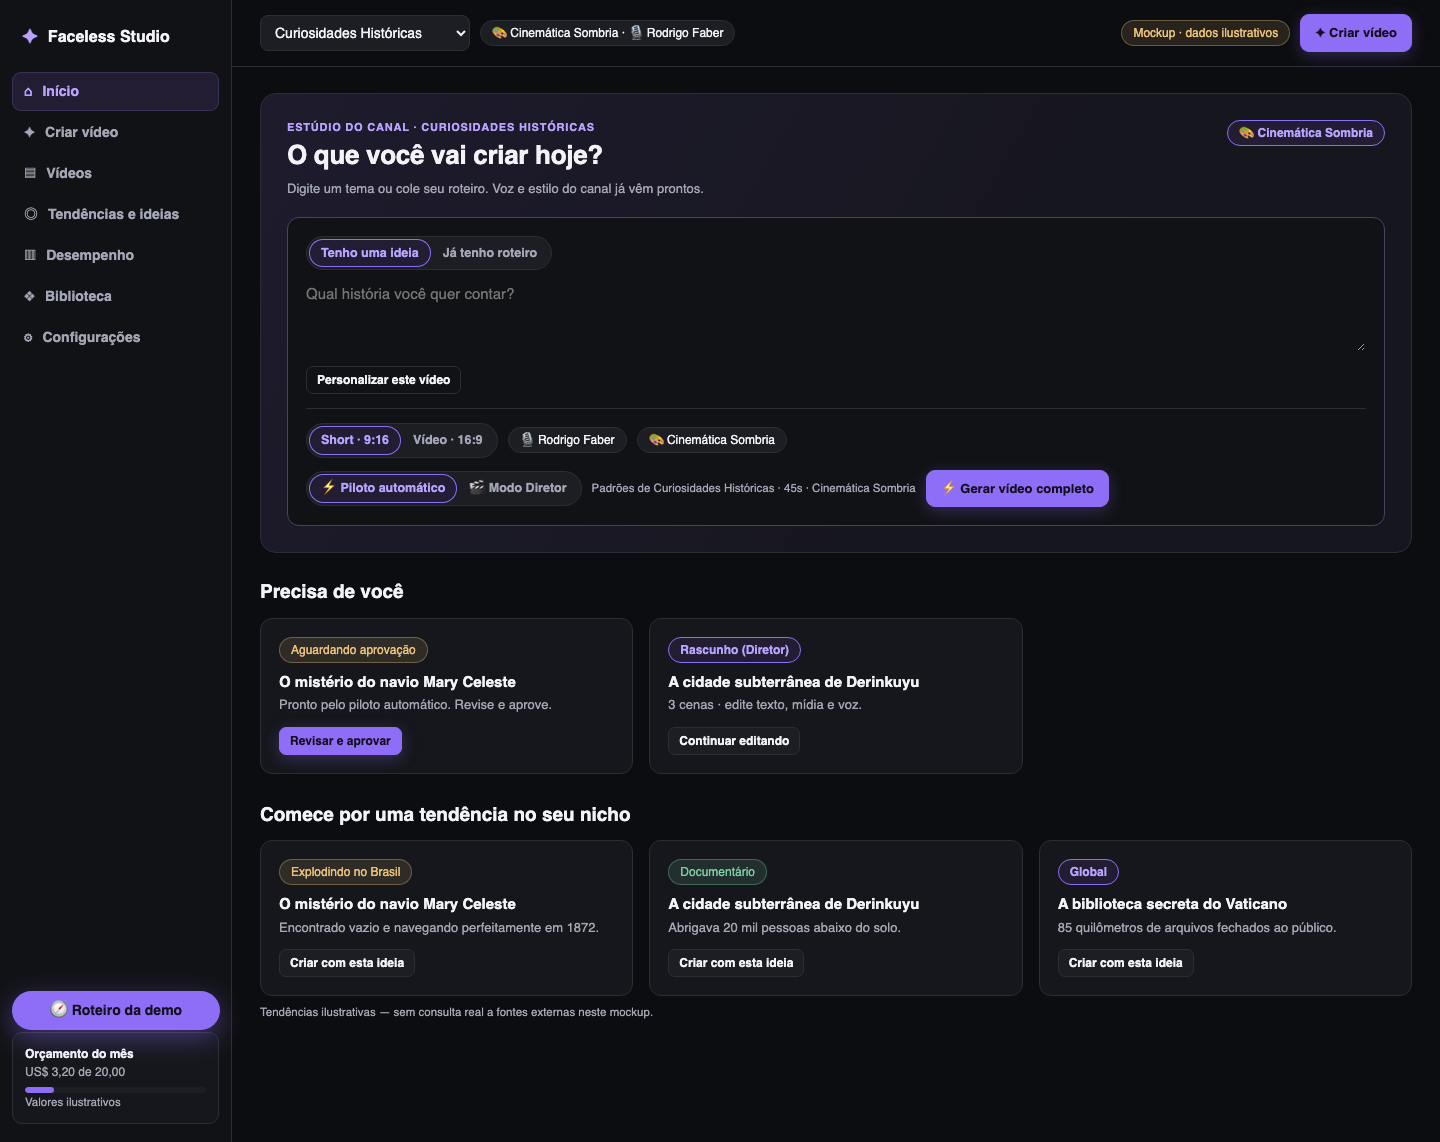 Faceless Studio
Início
Criar vídeo
Vídeos
Tendências e ideias
Desempenho
Biblioteca
Configurações
Roteiro da demo
Orçamento do mês
US$ 3,20 de 20,00
Valores ilustrativos
Curiosidades Históricas
Cinemática Sombria · Rodrigo Faber
Mockup · dados ilustrativos
Criar vídeo
ESTÚDIO DO CANAL · CURIOSIDADES HISTÓRICAS
Cinemática Sombria
O que você vai criar hoje?
Digite um tema ou cole seu roteiro. Voz e estilo do canal já vêm prontos.
Tenho uma ideia
Já tenho roteiro
Qual história você quer contar?
Personalizar este vídeo
Short · 9:16
Vídeo · 16:9
Rodrigo Faber
Cinemática Sombria
Piloto automático
Modo Diretor
Padrões de Curiosidades Históricas · 45s · Cinemática Sombria
Gerar vídeo completo
Precisa de você
Aguardando aprovação
O mistério do navio Mary Celeste
Pronto pelo piloto automático. Revise e aprove.
Revisar e aprovar
Rascunho (Diretor)
A cidade subterrânea de Derinkuyu
3 cenas · edite texto, mídia e voz.
Continuar editando
Comece por uma tendência no seu nicho
Explodindo no Brasil
O mistério do navio Mary Celeste
Encontrado vazio e navegando perfeitamente em 1872.
Criar com esta ideia
Documentário
A cidade subterrânea de Derinkuyu
Abrigava 20 mil pessoas abaixo do solo.
Criar com esta ideia
Global
A biblioteca secreta do Vaticano
85 quilômetros de arquivos fechados ao público.
Criar com esta ideia
Tendências ilustrativas — sem consulta real a fontes externas neste mockup.